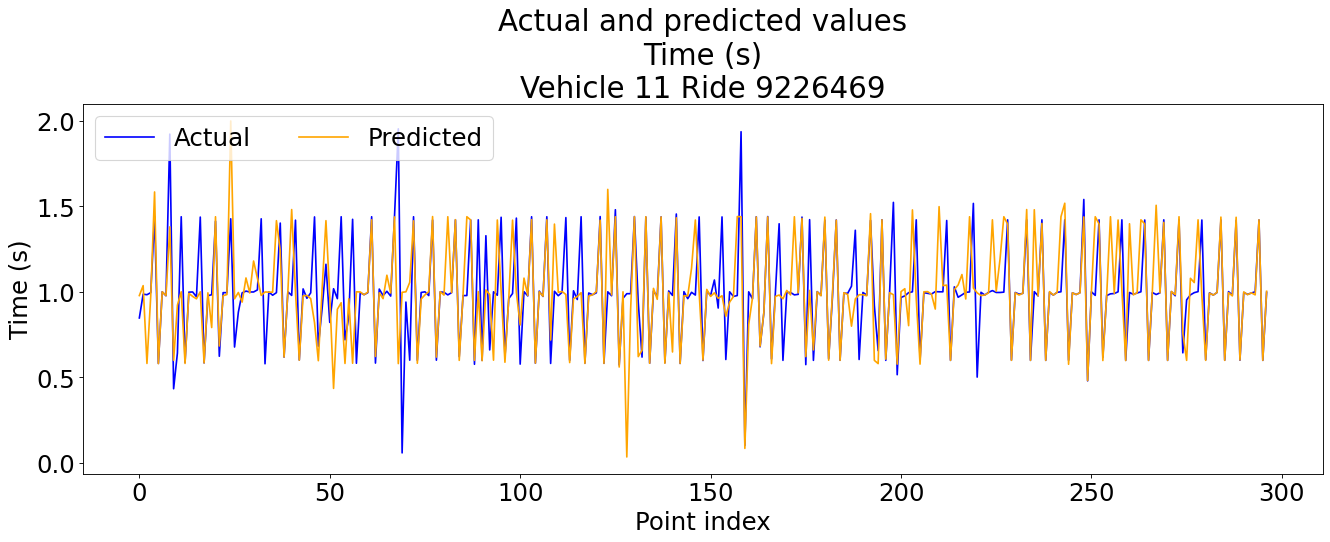 Actual and predicted values
Time (s)
Vehicle 11 Ride 9226469
Actual
Predicted
2.0
1.5
1.0
0.5
0.0
Time (s)
0 50 100 150 200 250 300
Point index